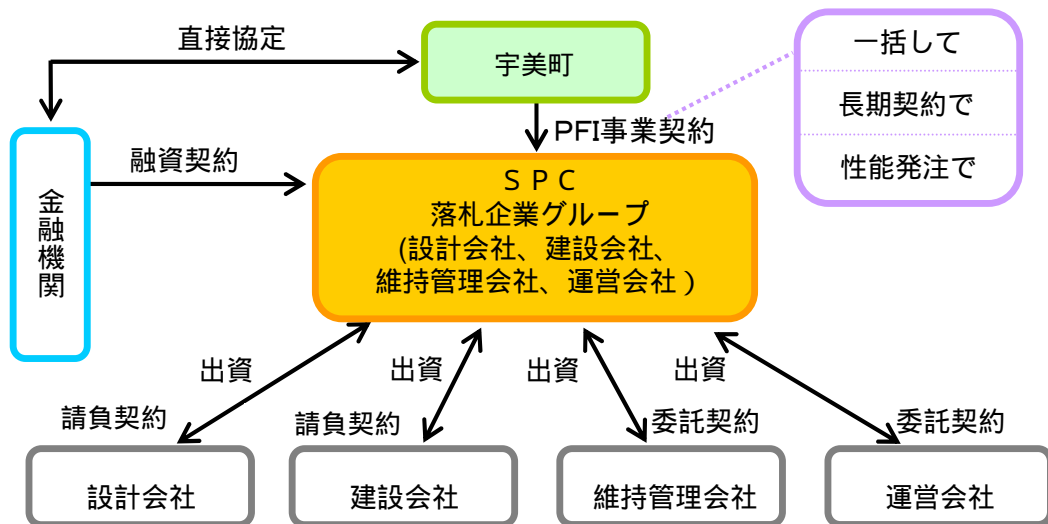 直接協定
宇美町
一括して
長期契約で
性能発注で
PFI事業契約
融資契約
金融機関
ＳＰＣ
落札企業グループ
(設計会社、建設会社、
維持管理会社、運営会社）
出資
出資
出資
出資
請負契約
請負契約
委託契約
委託契約
設計会社
建設会社
維持管理会社
運営会社